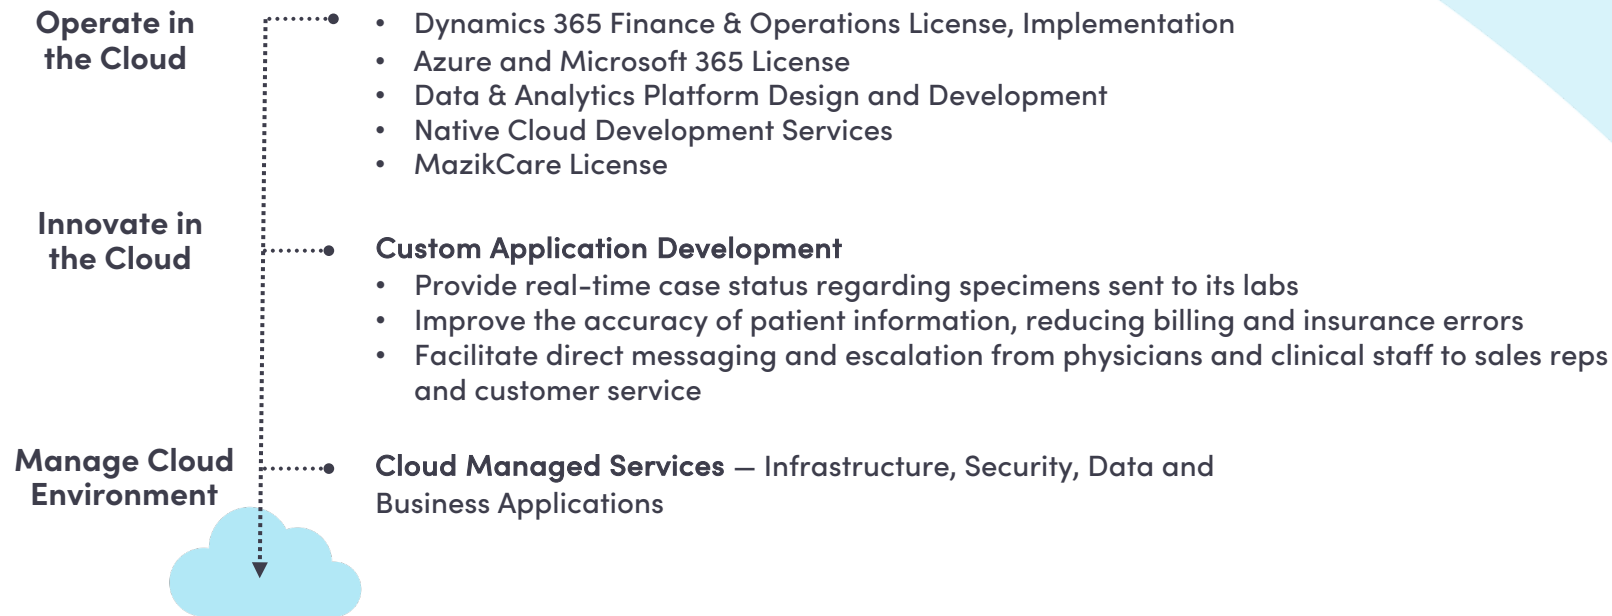 Operate in
the Cloud
• Dynamics 365 Finance & Operations License, Implementation
• Azure and Microsoft 365 License
• Data & Analytics Platform Design and Development
• Native Cloud Development Services
• MazikCare License
Innovate in
the Cloud
Custom Application Development
• Provide real-time case status regarding specimens sent to its labs
• Improve the accuracy of patient information, reducing billing and insurance errors
• Facilitate direct messaging and escalation from physicians and clinical staff to sales reps
and customer service
Manage Cloud
Environment
Cloud Managed Services — Infrastructure, Security, Data and
Business Applications